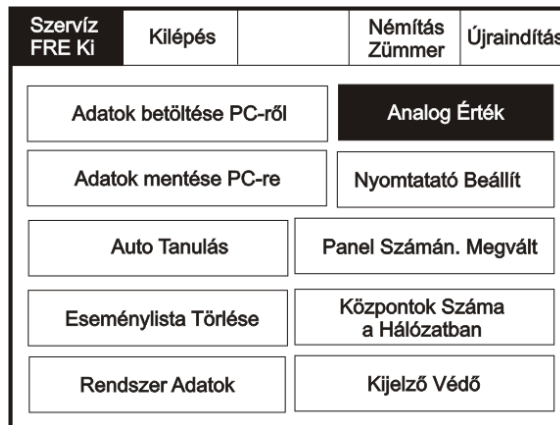 Szervíz
FRE Ki
Kilépés
Némítás
Zümmer
Újraindítás
Adatok betöltése PC-ről
Analog Érték
Adatok mentése PC-re
Nyomtatató Beállít
Auto Tanulás
Panel Számán. Megvált
Eseménylista Törlése
Központok Száma
a Hálózatban
Rendszer Adatok
Kijelző Védő